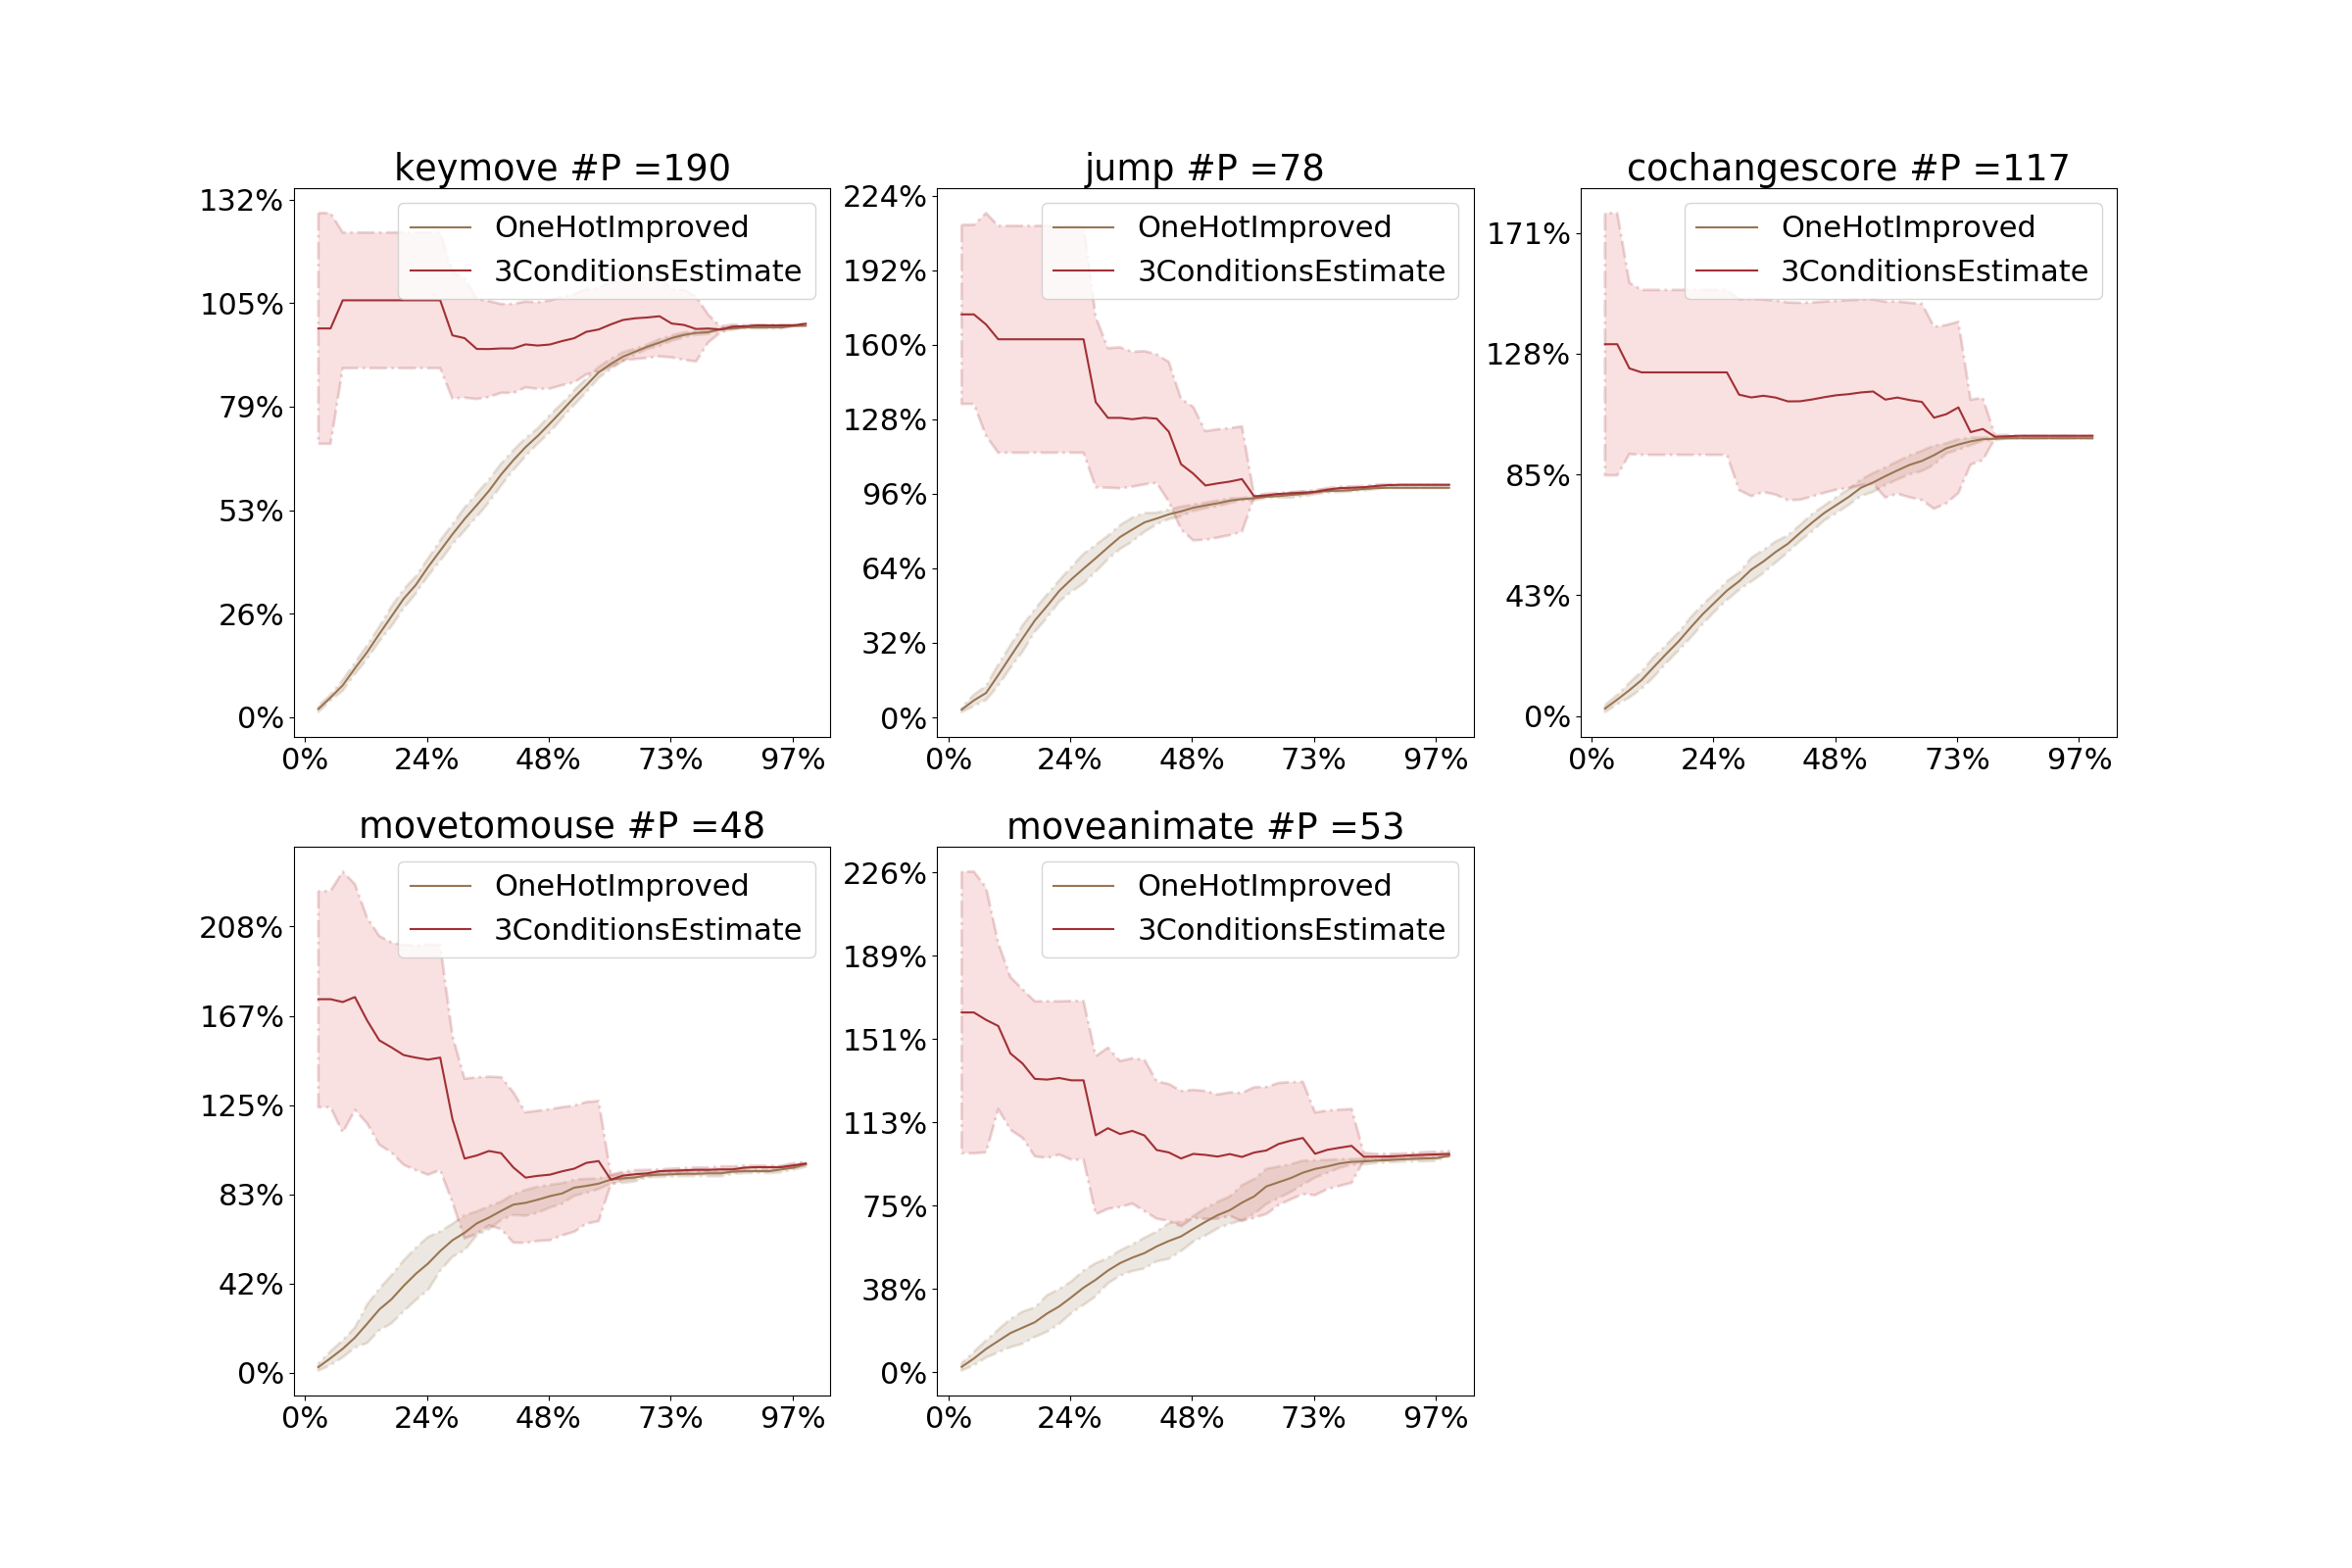 keymove #P =190
132%
105%
79%
53%
26%
0%
0% 24% 48% 73% 97%
OneHotImproved
3ConditionsEstimate
jump #P =78
224%
192%
160%
128%
96%
64%
32%
0%
0% 24% 48% 73% 97%
OneHotImproved
3ConditionsEstimate
cochangescore #P =117
171%
128%
85%
43%
0%
0% 24% 48% 73% 97%
OneHotImproved
3ConditionsEstimate
movetomouse #P =48
208%
167%
125%
83%
42%
0%
0% 24% 48% 73% 97%
OneHotImproved
3ConditionsEstimate
moveanimate #P =53
226%
189%
151%
113%
75%
38%
0%
0% 24% 48% 73% 97%
OneHotImproved
3ConditionsEstimate